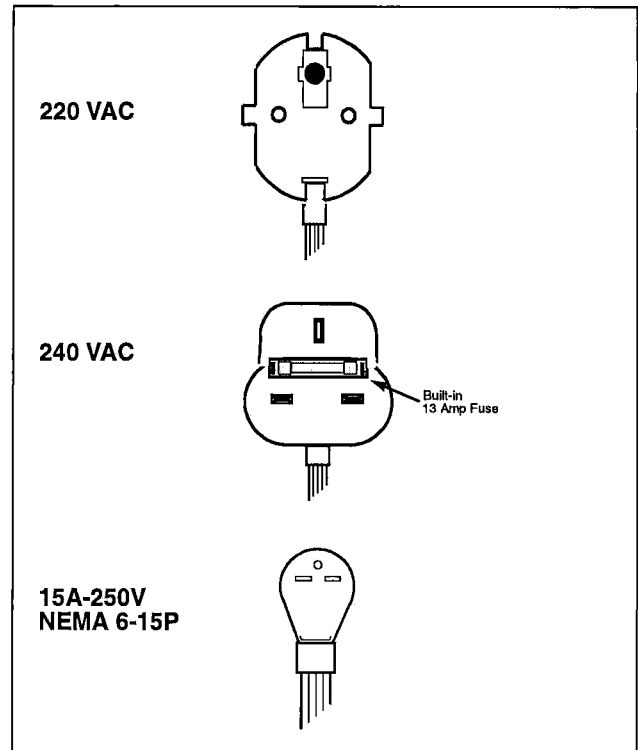 220 VAC
240 VAC
Built-in
13 Amp Fuse
15A-250V
NEMA 6-15P